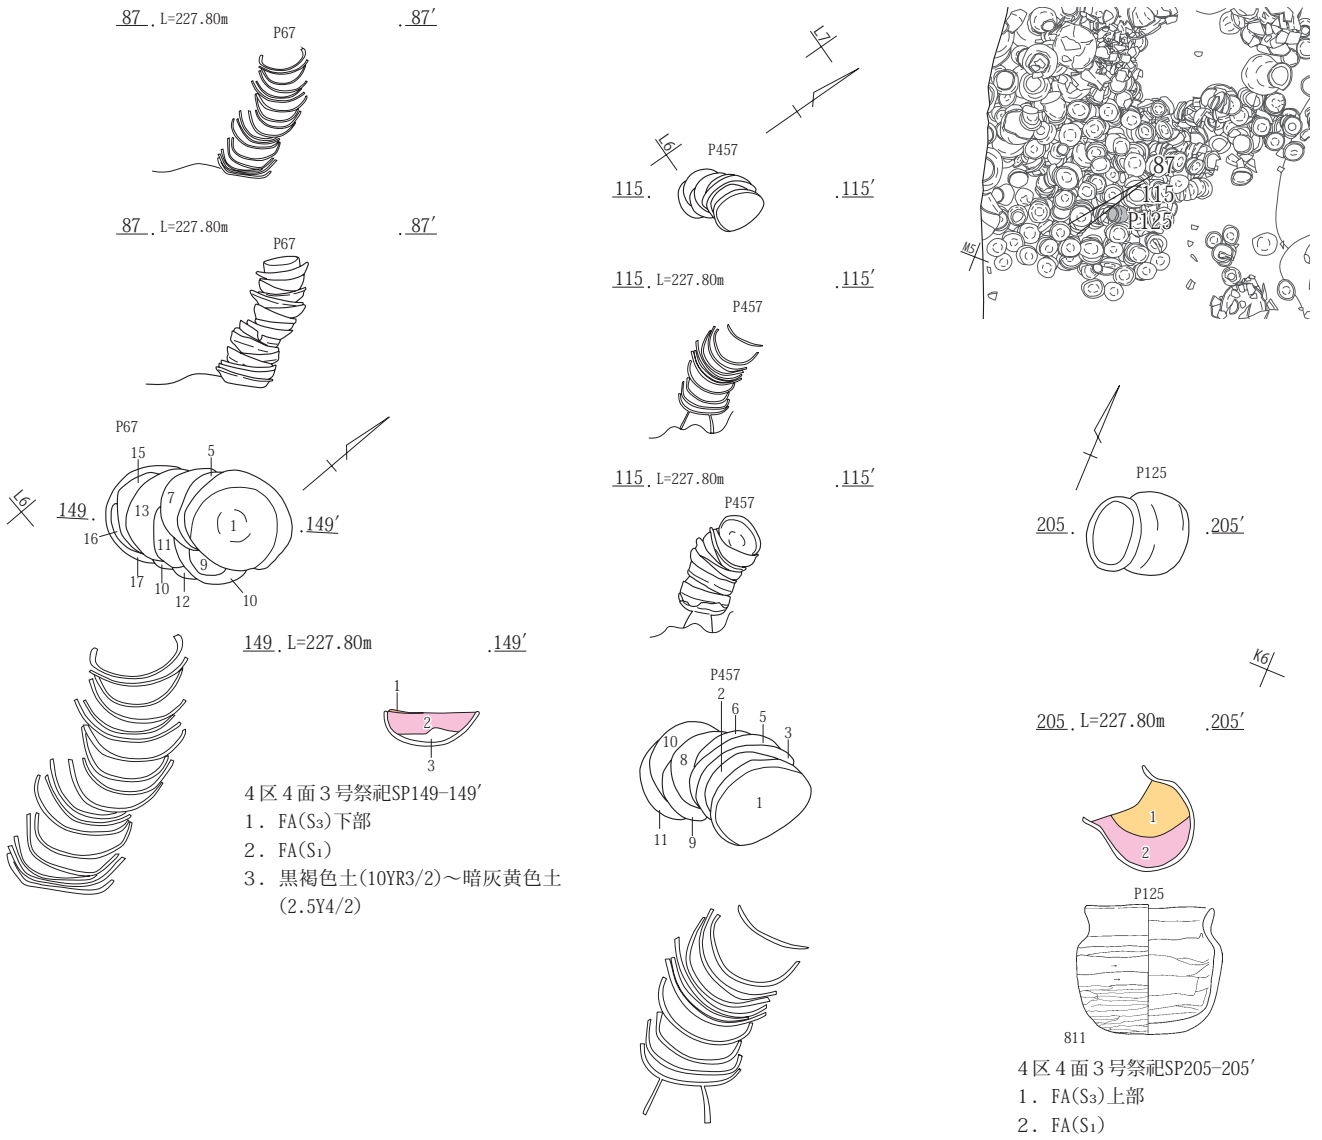 87. L=227.80m .87′
P67
87. L=227.80m .87′
P67
P67
15
5
7
13
1
L6
149. .149′
16
11
9
17
10
12
10
149. L=227.80m .149′
1
2
3
4区4面3号祭祀SP149-149′
1. FA(S₃)下部
2. FA(S₁)
3. 黒褐色土(10YR3/2)～暗灰黄色土
(2.5Y4/2)
L7
L6
P457
115. .115′
115. L=227.80m .115′
P457
115. L=227.80m .115′
P457
P457
2
6
5
3
10
8
1
11
9
87
115
P125
M5
P125
205. .205′
K6
205. L=227.80m .205′
1
2
P125
811
4区4面3号祭祀SP205-205′
1. FA(S₃)上部
2. FA(S₁)